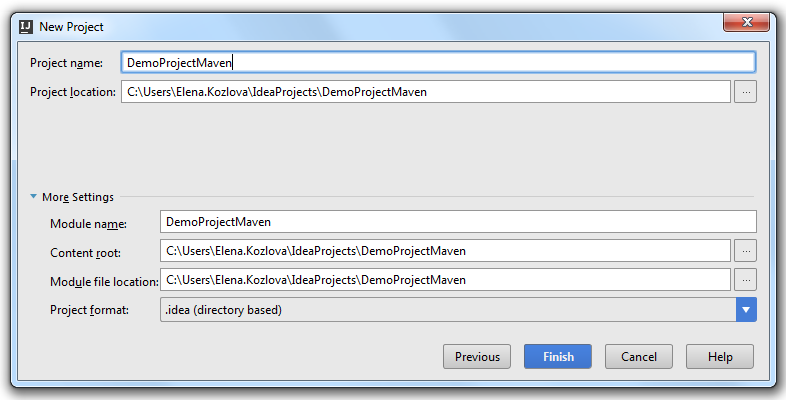 IJ New Project
Project name: DemoProjectMaven
Project location: C:\Users\Elena.Kozlova\IdeaProjects\DemoProjectMaven ...
More Settings
Module name: DemoProjectMaven
Content root: C:\Users\Elena.Kozlova\IdeaProjects\DemoProjectMaven ...
Module file location: C:\Users\Elena.Kozlova\IdeaProjects\DemoProjectMaven ...
Project format: .idea (directory based)
Previous Finish Cancel Help